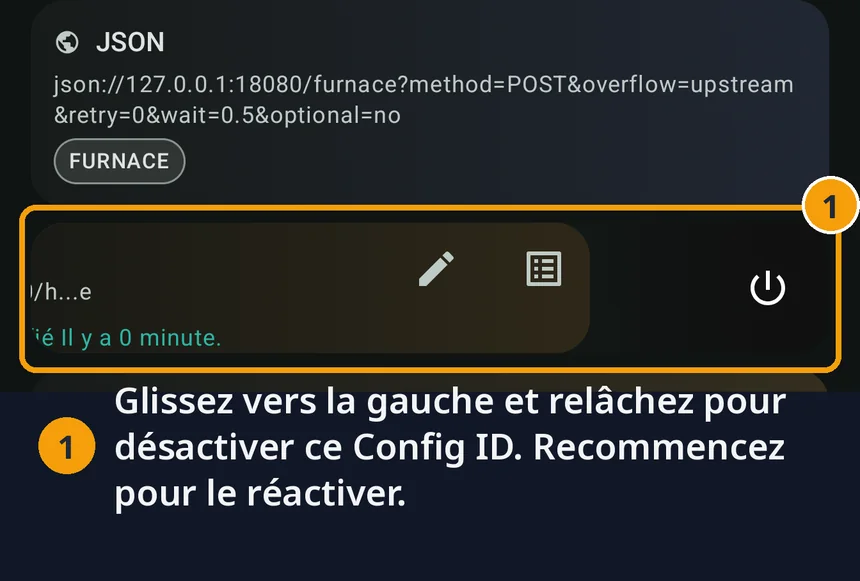 JSON
json://127.0.0.1:18080/furnace?method=POST&overflow=upstream
&retry=0&wait=0.5&optional=no
FURNACE
1
/h...e
ié Il y a 0 minute.
1
Glissez vers la gauche et relâchez pour
désactiver ce Config ID. Recommencez
pour le réactiver.